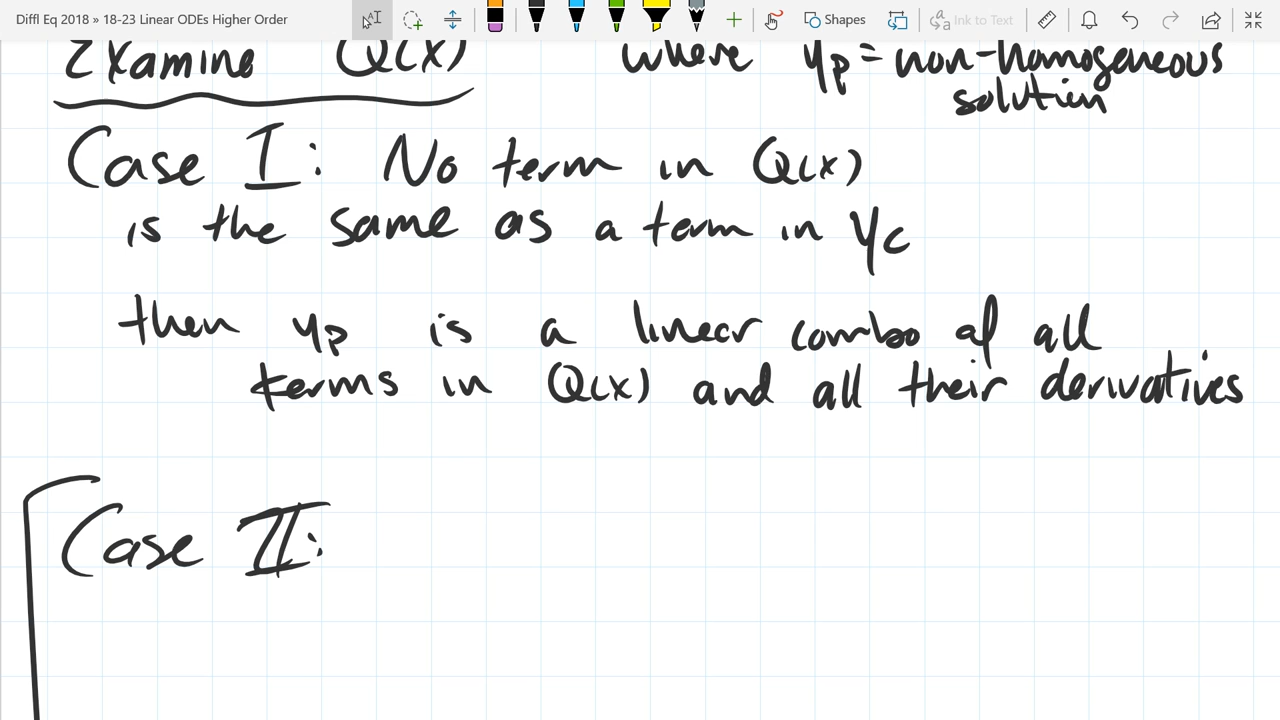 Diffl Eq 2018 » 18-23 Linear ODEs Higher Order
Shapes
Ink to Text
Examine Q(x) where yp = non-homogeneous
solution
Case I: No term in Q(x)
is the same as a term in yc
then yp is a linear combo of all
terms in Q(x) and all their derivatives
Case II: